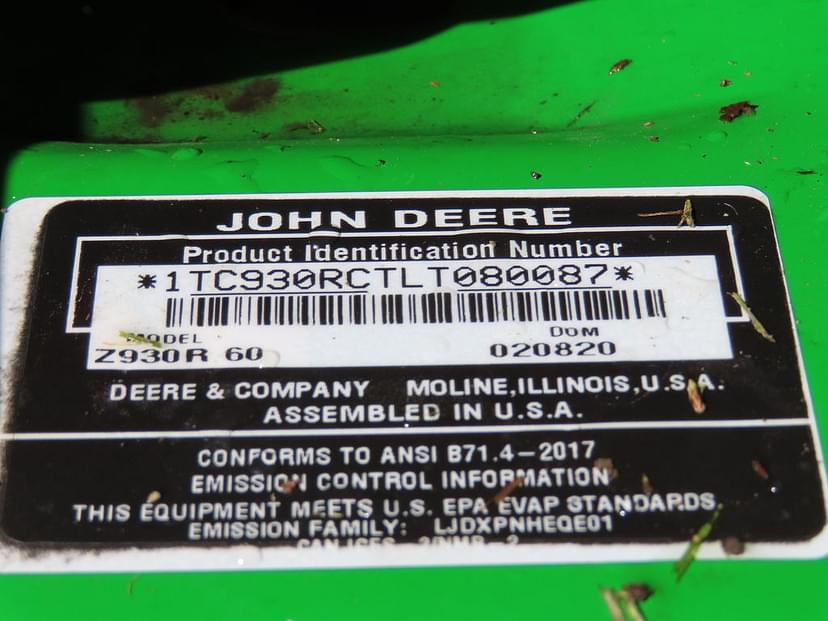 JOHN DEERE
Product Identification Number
*1TC930RCTLT080087*
MODEL DOM
Z930R 60 020820
DEERE & COMPANY MOLINE, ILLINOIS, U.S.A.
ASSEMBLED IN U.S.A.
CONFORMS TO ANSI B71.4-2017
EMISSION CONTROL INFORMATION
THIS EQUIPMENT MEETS U.S. EPA EVAP STANDARDS
EMISSION FAMILY: LJDXPNHEQE01